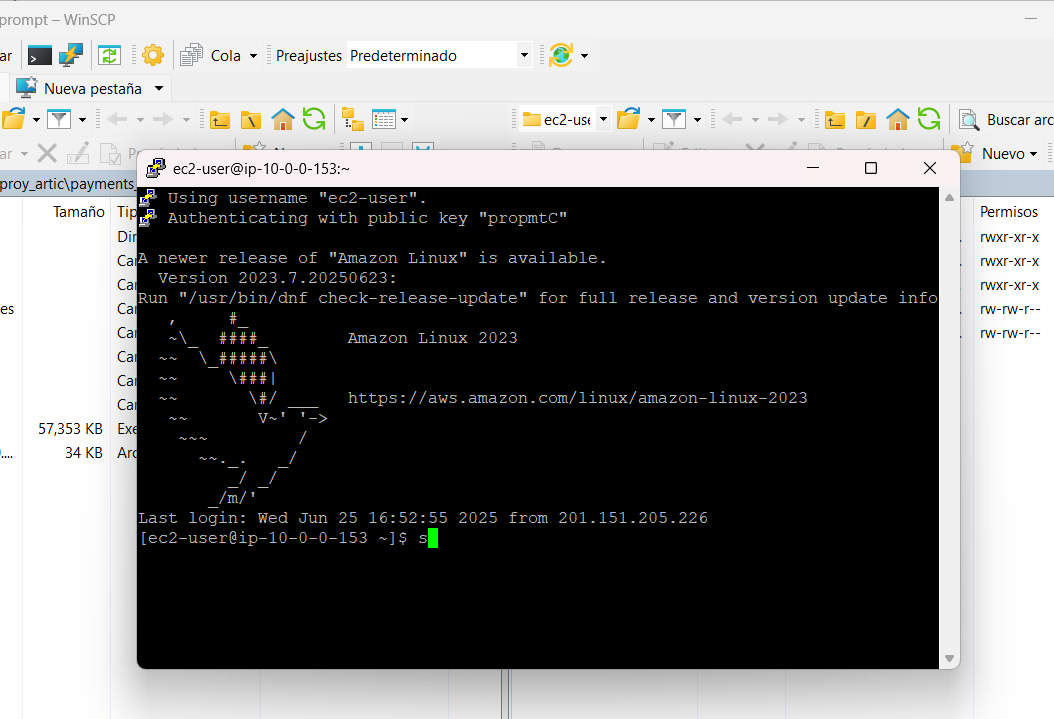 prompt – WinSCP
ar
Cola
Preajustes Predeterminado
Nueva pestaña
ec2-use
Buscar arc
ar
Nuevo
proy_artic\payments_
ec2-user@ip-10-0-0-153:~
Tamaño Tip
Permisos
Dir
rwxr-xr-x
Car
rwxr-xr-x
Car
rwxr-xr-x
es
Car
rw-rw-r--
Car
rw-rw-r--
Car
Car
Car
57,353 KB Exe
....
34 KB Arc
Using username "ec2-user".
Authenticating with public key "propmtC"
A newer release of "Amazon Linux" is available.
  Version 2023.7.20250623:
Run "/usr/bin/dnf check-release-update" for full release and version update info
   ,     #_
   ~\_  ####_        Amazon Linux 2023
  ~~  \_#####\
  ~~     \###|
  ~~       \#/ ___   https://aws.amazon.com/linux/amazon-linux-2023
   ~~       V~' '->
    ~~~         /
      ~~._.   _/
         _/ _/
       _/m/'
Last login: Wed Jun 25 16:52:55 2025 from 201.151.205.226
[ec2-user@ip-10-0-0-153 ~]$ s